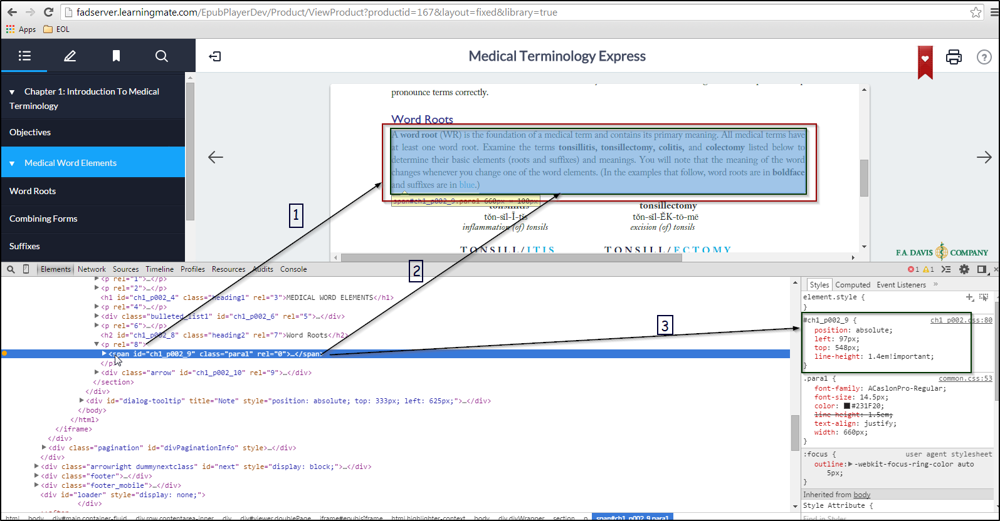 fadserver.learningmate.com/EpubPlayerDev/Product/ViewProduct?productid=167&layout=fixed&library=true
Apps EOL
Medical Terminology Express
Chapter 1: Introduction To Medical
Terminology
Objectives
Medical Word Elements
Word Roots
Combining Forms
Suffixes
pronounce terms correctly.
Word Roots
A word root (WR) is the foundation of a medical term and contains its primary meaning. All medical terms have
at least one word root. Examine the terms tonsillitis, tonsillectomy, colitis, and colectomy listed below to
determine their basic elements (roots and suffixes) and meanings. You will note that the meaning of the word
changes whenever you change one of the word elements. (In the examples that follow, word roots are in boldface
and suffixes are in blue.)
span#ch1_p002_9.para1 660px × 100px
tonsillitis tonsillectomy
tŏn-sĭl-Ī-tĭs tŏn-sĭl-ĔK-tō-mē
inflammation (of) tonsils excision (of) tonsils
TONSILL/ITIS TONSILL/ECTOMY
F.A. DAVIS COMPANY
1
2
3
Elements Network Sources Timeline Profiles Resources Audits Console
1 1
<p rel="1">…</p>
<p rel="2">…</p>
<h1 id="ch1_p002_4" class="heading1" rel="3">MEDICAL WORD ELEMENTS</h1>
<p rel="4">…</p>
<div class="bulleted_list1" id="ch1_p002_6" rel="5">…</div>
<p rel="6">…</p>
<h2 id="ch1_p002_8" class="heading2" rel="7">Word Roots</h2>
<p rel="8">
<span id="ch1_p002_9" class="para1" rel="0">…</span>
</p>
<div class="arrow" id="ch1_p002_10" rel="9">…</div>
</section>
</div>
<div id="dialog-tooltip" title="Note" style="position: absolute; top: 333px; left: 625px;">…</div>
</body>
</html>
</iframe>
</div>
<div class="pagination" id="divPaginationInfo" style>…</div>
</div>
<div class="arrowright dummynextclass" id="next" style="display: block;">…</div>
<div class="footer">…</div>
<div class="footer_mobile">…</div>
<div id="loader" style="display: none;">
</div>
html body div#main.container-fluid div.row.contentarea-inner div div#viewer.doublePage iframe#epubisIframe html.highlighter-context body div.divWrapper section p span#ch1_p002_9.para1
Styles Computed Event Listeners »
element.style {
}
#ch1_p002_9 { ch1_p002.css:80
position: absolute;
left: 97px;
top: 548px;
line-height: 1.4em!important;
}
.para1 { common.css:53
font-family: ACaslonPro-Regular;
font-size: 14.5px;
color: #231F20;
line-height: 1.5em;
text-align: justify;
width: 660px;
}
:focus { user agent stylesheet
outline: -webkit-focus-ring-color auto
5px;
}
Inherited from body
Style Attribute {
Find in Styles